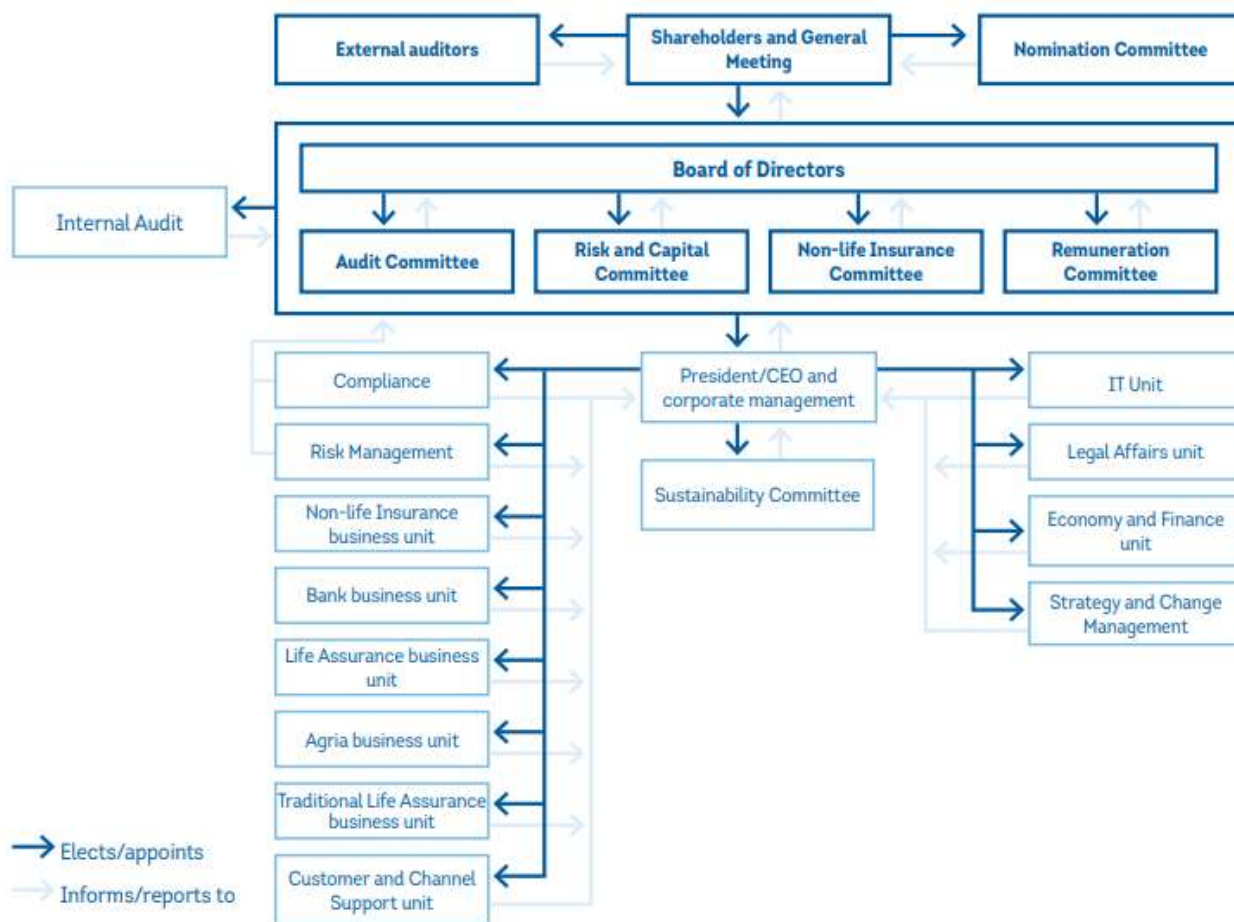 External auditors
Shareholders and General
Meeting
Nomination Committee
Board of Directors
Internal Audit
Audit Committee
Risk and Capital
Committee
Non-life Insurance
Committee
Remuneration
Committee
Compliance
President/CEO and
corporate management
IT Unit
Risk Management
Legal Affairs unit
Sustainability Committee
Non-life Insurance
business unit
Economy and Finance
unit
Bank business unit
Strategy and Change
Management
Life Assurance business
unit
Agria business unit
Traditional Life Assurance
business unit
Customer and Channel
Support unit
Elects/appoints
Informs/reports to